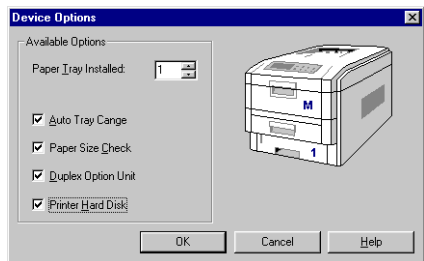 Device Options
Available Options
Paper Tray Installed: 1
Auto Tray Cange
Paper Size Check
Duplex Option Unit
Printer Hard Disk
M
1
OK Cancel Help